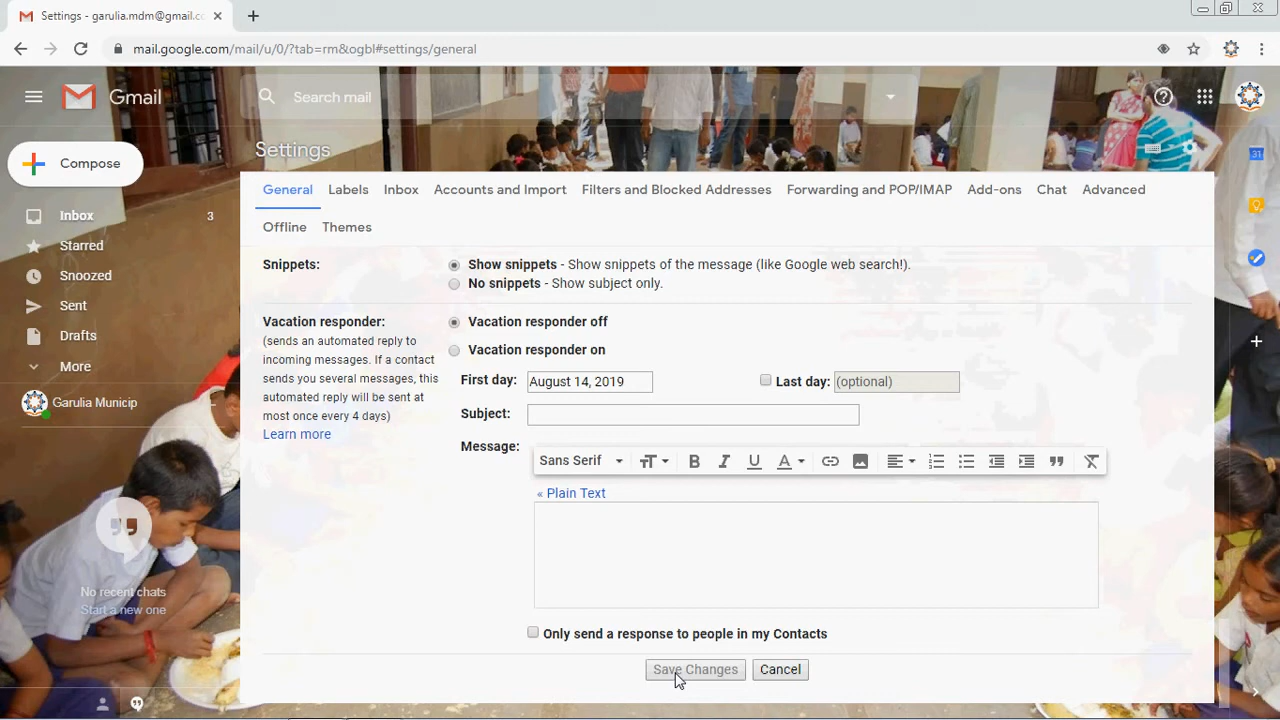 Settings - garulia.mdm@gmail.co
mail.google.com/mail/u/0/?tab=rm&ogbl#settings/general
Gmail
Search mail
Compose
Inbox 3
Starred
Snoozed
Sent
Drafts
More
Garulia Municip
No recent chats
Start a new one
Settings
General Labels Inbox Accounts and Import Filters and Blocked Addresses Forwarding and POP/IMAP Add-ons Chat Advanced
Offline Themes
Snippets:
Show snippets - Show snippets of the message (like Google web search!).
No snippets - Show subject only.
Vacation responder:
(sends an automated reply to
incoming messages. If a contact
sends you several messages, this
automated reply will be sent at
most once every 4 days)
Learn more
Vacation responder off
Vacation responder on
First day: August 14, 2019 Last day: (optional)
Subject:
Message:
Sans Serif
« Plain Text
Only send a response to people in my Contacts
Save Changes Cancel
31